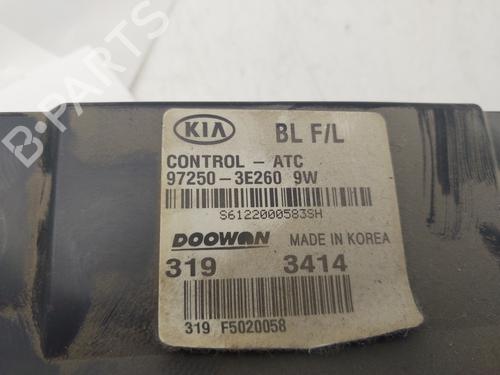 KIA BL F/L
CONTROL - ATC
97250-3E260 9W
S6122000583SH
DOOWON MADE IN KOREA
319 3414
319 F5020058
B-PARTS